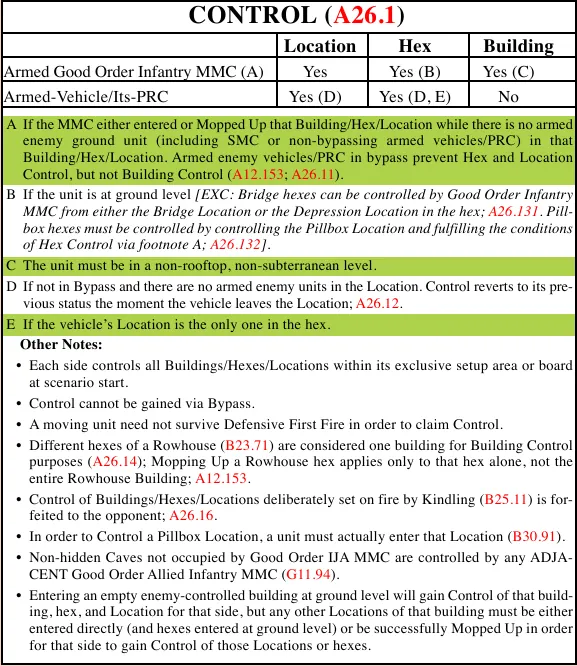 CONTROL (A26.1)
Location Hex Building
Armed Good Order Infantry MMC (A) Yes Yes (B) Yes (C)
Armed-Vehicle/Its-PRC Yes (D) Yes (D, E) No
A If the MMC either entered or Mopped Up that Building/Hex/Location while there is no armed
enemy ground unit (including SMC or non-bypassing armed vehicles/PRC) in that
Building/Hex/Location. Armed enemy vehicles/PRC in bypass prevent Hex and Location
Control, but not Building Control (A12.153; A26.11).
B If the unit is at ground level [EXC: Bridge hexes can be controlled by Good Order Infantry
MMC from either the Bridge Location or the Depression Location in the hex; A26.131. Pill-
box hexes must be controlled by controlling the Pillbox Location and fulfilling the conditions
of Hex Control via footnote A; A26.132].
C The unit must be in a non-rooftop, non-subterranean level.
D If not in Bypass and there are no armed enemy units in the Location. Control reverts to its pre-
vious status the moment the vehicle leaves the Location; A26.12.
E If the vehicle's Location is the only one in the hex.
Other Notes:
• Each side controls all Buildings/Hexes/Locations within its exclusive setup area or board
at scenario start.
• Control cannot be gained via Bypass.
• A moving unit need not survive Defensive First Fire in order to claim Control.
• Different hexes of a Rowhouse (B23.71) are considered one building for Building Control
purposes (A26.14); Mopping Up a Rowhouse hex applies only to that hex alone, not the
entire Rowhouse Building; A12.153.
• Control of Buildings/Hexes/Locations deliberately set on fire by Kindling (B25.11) is for-
feited to the opponent; A26.16.
• In order to Control a Pillbox Location, a unit must actually enter that Location (B30.91).
• Non-hidden Caves not occupied by Good Order IJA MMC are controlled by any ADJA-
CENT Good Order Allied Infantry MMC (G11.94).
• Entering an empty enemy-controlled building at ground level will gain Control of that build-
ing, hex, and Location for that side, but any other Locations of that building must be either
entered directly (and hexes entered at ground level) or be successfully Mopped Up in order
for that side to gain Control of those Locations or hexes.